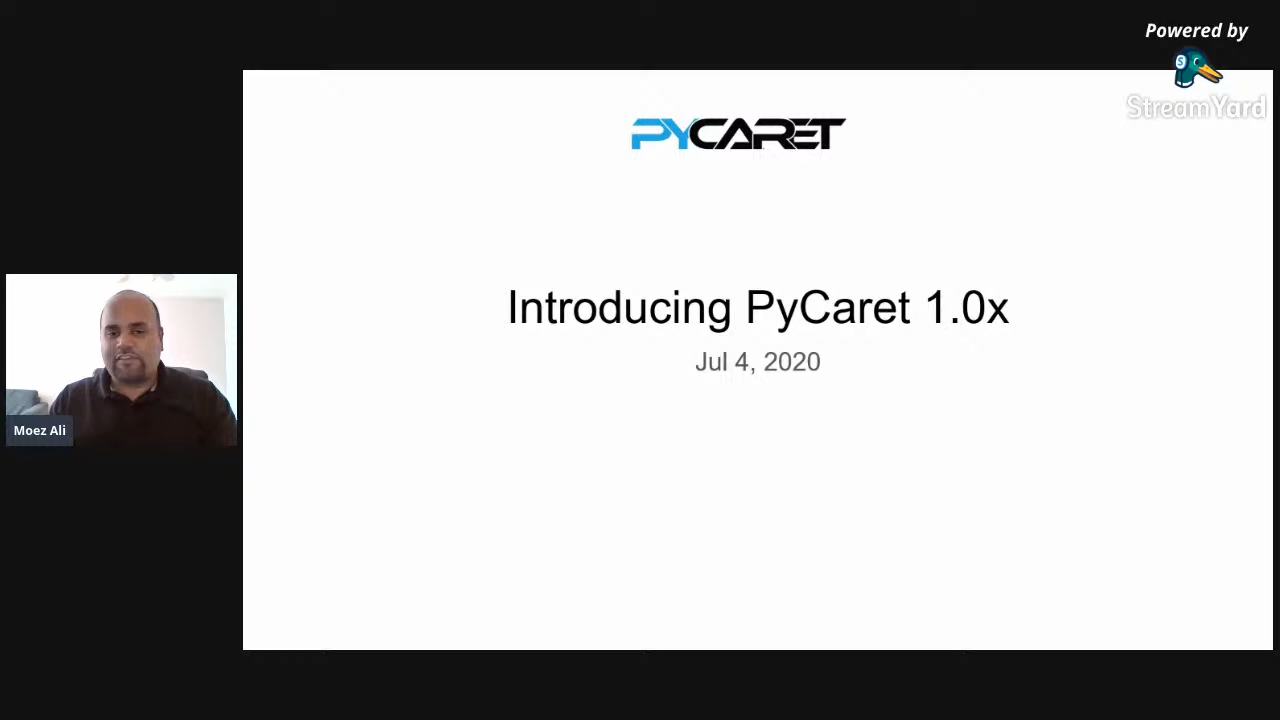 Powered by
S
StreamYard
PYCARET
Introducing PyCaret 1.0x
Jul 4, 2020
Moez Ali